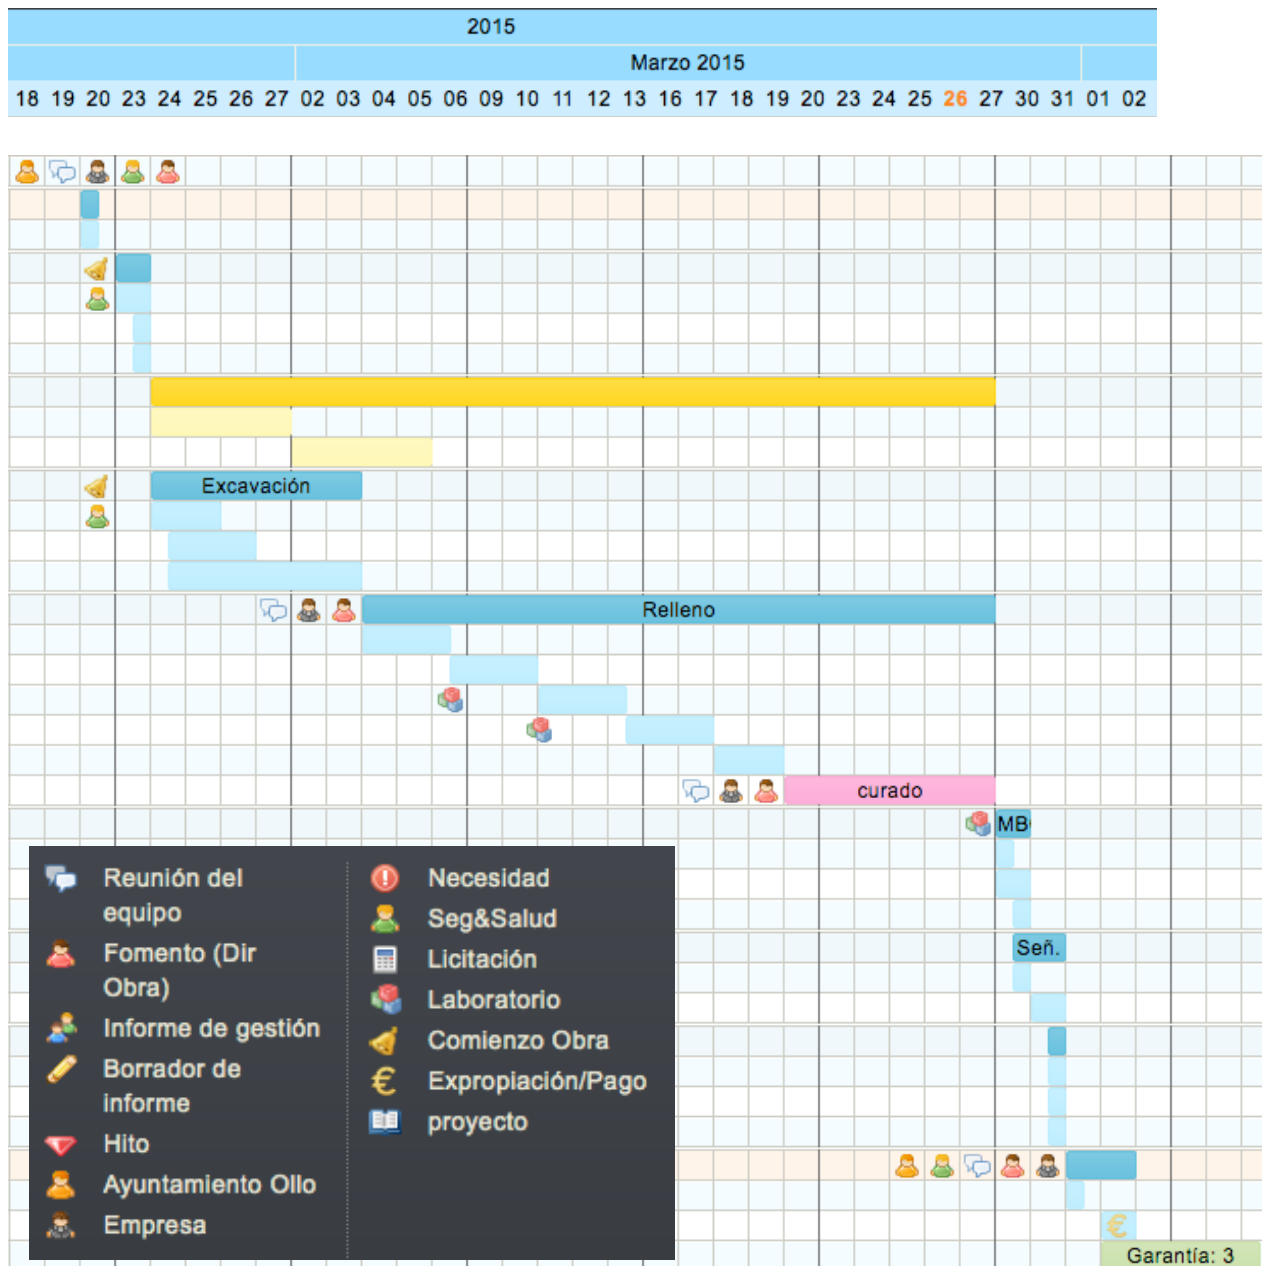 2015
Marzo 2015
18 19 20 23 24 25 26 27 02 03 04 05 06 09 10 11 12 13 16 17 18 19 20 23 24 25 26 27 30 31 01 02
Excavación
Relleno
curado
MB
Señ.
Reunión del
equipo
Fomento (Dir
Obra)
Informe de gestión
Borrador de
informe
Hito
Ayuntamiento Ollo
Empresa
Necesidad
Seg&Salud
Licitación
Laboratorio
Comienzo Obra
€ Expropiación/Pago
proyecto
€
Garantía: 3